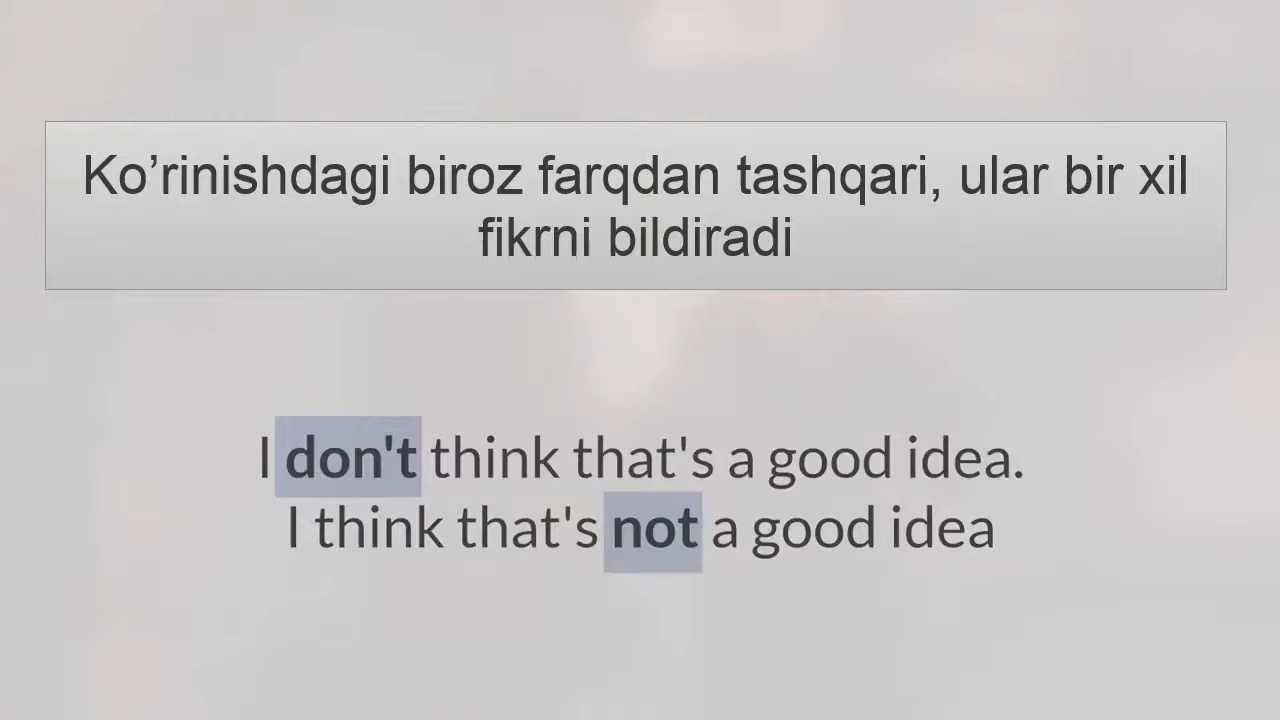 Ko’rinishdagi biroz farqdan tashqari, ular bir xil
fikrni bildiradi
I don't think that's a good idea.
I think that's not a good idea